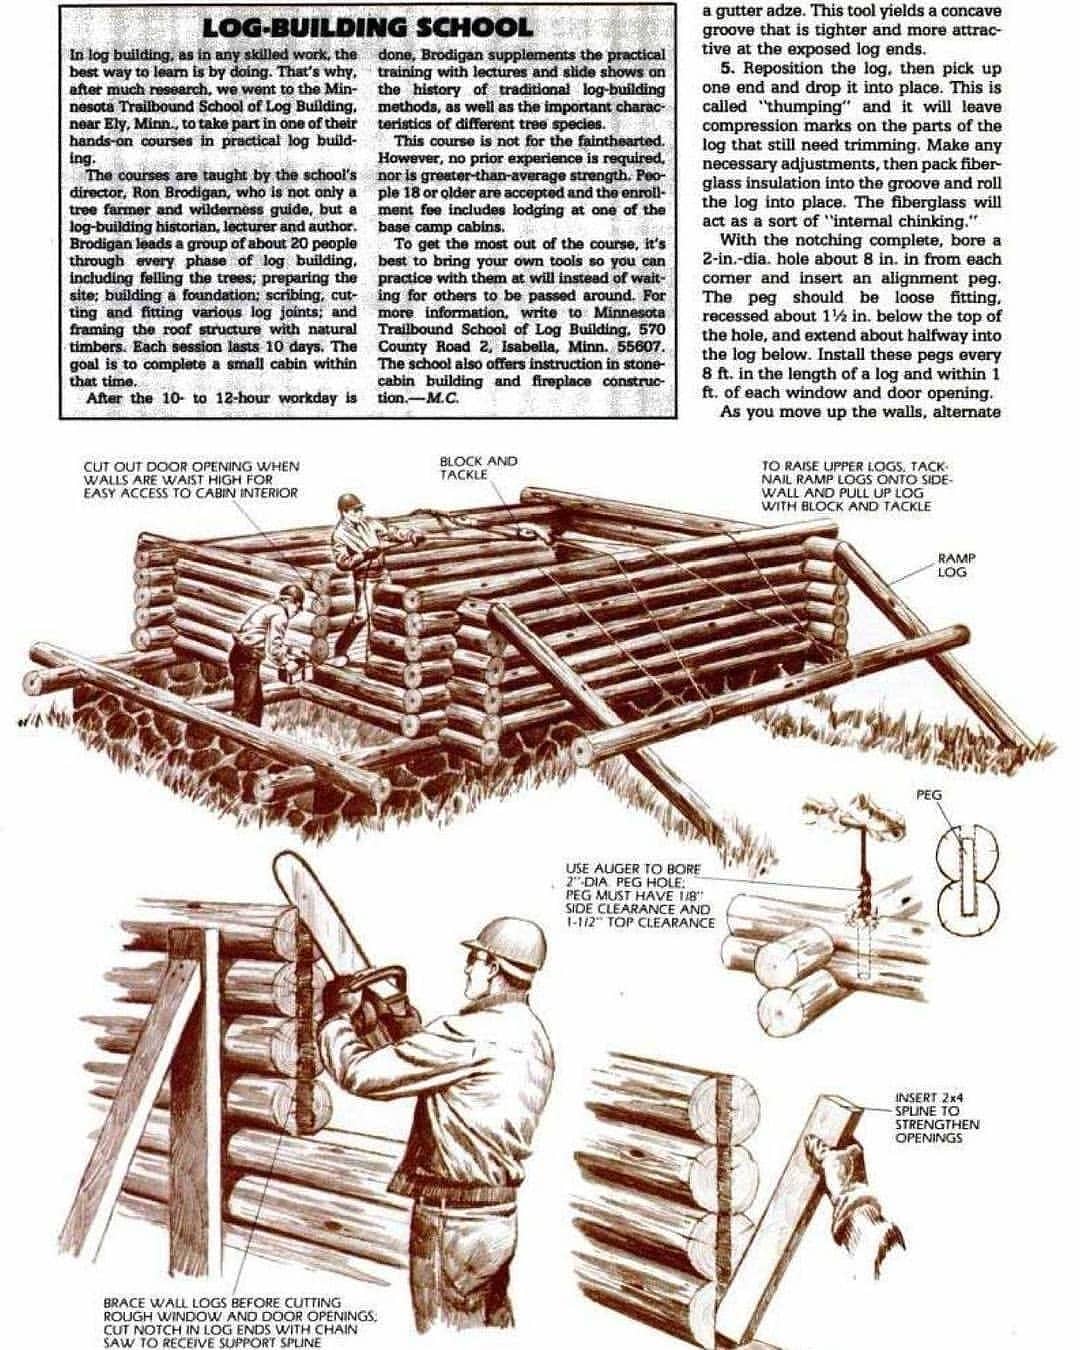 LOG-BUILDING SCHOOL
In log building, as in any skilled work, the
best way to learn is by doing. That's why,
after much research, we went to the Min-
nesota Trailbound School of Log Building,
near Ely, Minn., to take part in one of their
hands-on courses in practical log build-
ing.
The courses are taught by the school's
director, Ron Brodigan, who is not only a
tree farmer and wilderness guide, but a
log-building historian, lecturer and author.
Brodigan leads a group of about 20 people
through every phase of log building,
including felling the trees; preparing the
site; building a foundation; scribing, cut-
ting and fitting various log joints; and
framing the roof structure with natural
timbers. Each session lasts 10 days. The
goal is to complete a small cabin within
that time.
After the 10- to 12-hour workday is
done, Brodigan supplements the practical
training with lectures and slide shows on
the history of traditional log-building
methods, as well as the important charac-
teristics of different tree species.
This course is not for the fainthearted.
However, no prior experience is required,
nor is greater-than-average strength. Peo-
ple 18 or older are accepted and the enroll-
ment fee includes lodging at one of the
base camp cabins.
To get the most out of the course, it's
best to bring your own tools so you can
practice with them at will instead of wait-
ing for others to be passed around. For
more information, write to Minnesota
Trailbound School of Log Building, 570
County Road 2, Isabella, Minn. 55607.
The school also offers instruction in stone-
cabin building and fireplace construc-
tion.—M.C.
a gutter adze. This tool yields a concave
groove that is tighter and more attrac-
tive at the exposed log ends.
5. Reposition the log, then pick up
one end and drop it into place. This is
called "thumping" and it will leave
compression marks on the parts of the
log that still need trimming. Make any
necessary adjustments, then pack fiber-
glass insulation into the groove and roll
the log into place. The fiberglass will
act as a sort of "internal chinking."
With the notching complete, bore a
2-in.-dia. hole about 8 in. in from each
corner and insert an alignment peg.
The peg should be loose fitting,
recessed about 1½ in. below the top of
the hole, and extend about halfway into
the log below. Install these pegs every
8 ft. in the length of a log and within 1
ft. of each window and door opening.
As you move up the walls, alternate
CUT OUT DOOR OPENING WHEN
WALLS ARE WAIST HIGH FOR
EASY ACCESS TO CABIN INTERIOR
BLOCK AND
TACKLE
TO RAISE UPPER LOGS, TACK-
NAIL RAMP LOGS ONTO SIDE-
WALL AND PULL UP LOG
WITH BLOCK AND TACKLE
RAMP
LOG
PEG
USE AUGER TO BORE
2"-DIA. PEG HOLE;
PEG MUST HAVE 1/8"
SIDE CLEARANCE AND
1-1/2" TOP CLEARANCE
INSERT 2x4
SPLINE TO
STRENGTHEN
OPENINGS
BRACE WALL LOGS BEFORE CUTTING
ROUGH WINDOW AND DOOR OPENINGS;
CUT NOTCH IN LOG ENDS WITH CHAIN
SAW TO RECEIVE SUPPORT SPLINE